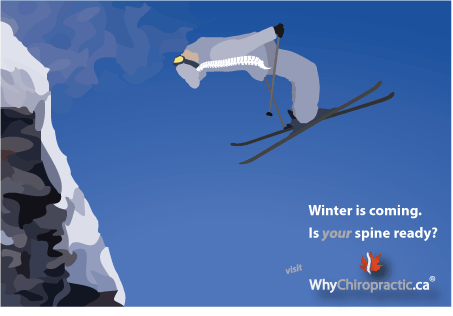 Winter is coming.
Is your spine ready?
visit
WhyChiropractic.ca®